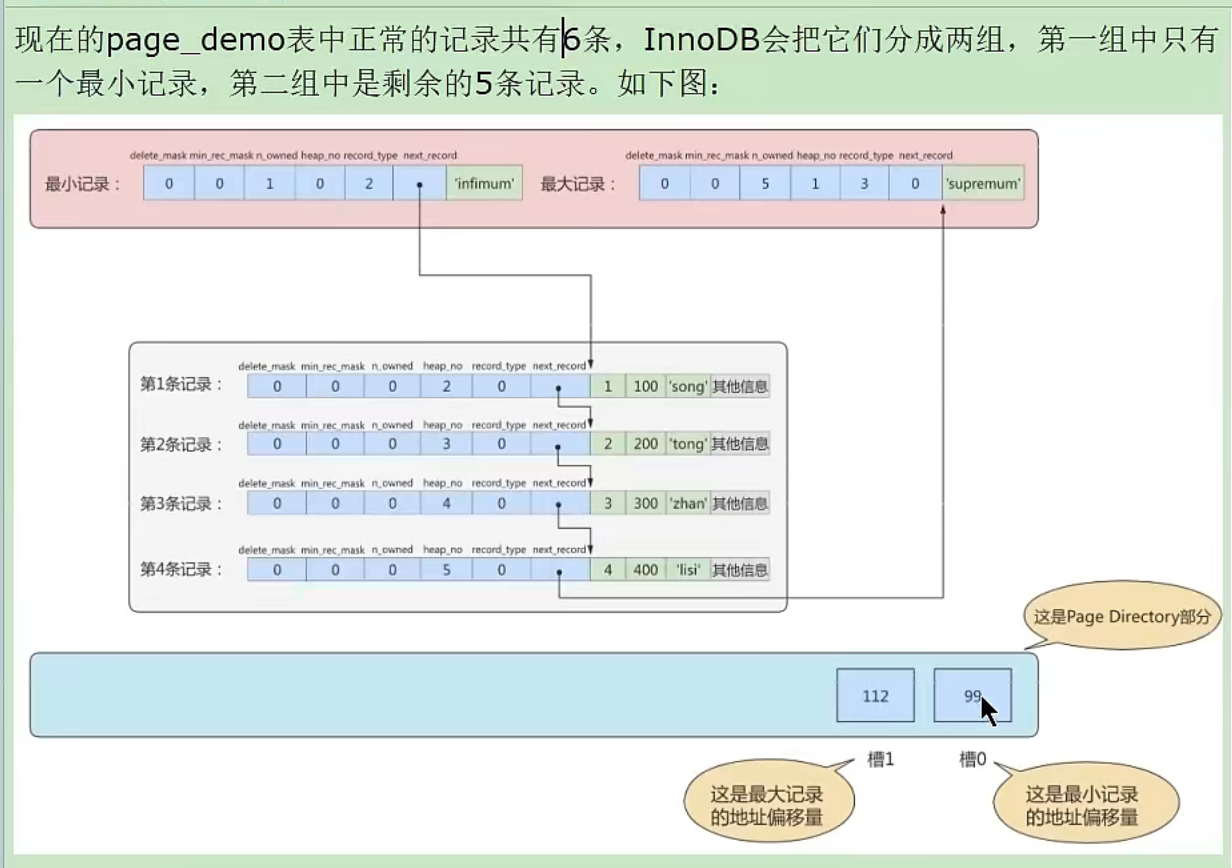 现在的page_demo表中正常的记录共有6条，InnoDB会把它们分成两组，第一组中只有
一个最小记录，第二组中是剩余的5条记录。如下图：
delete_mask min_rec_mask n_owned heap_no record_type next_record
最小记录： 0 0 1 0 2 'infimum'
delete_mask min_rec_mask n_owned heap_no record_type next_record
最大记录： 0 0 5 1 3 0 'supremum'
delete_mask min_rec_mask n_owned heap_no record_type next_record
第1条记录： 0 0 0 2 0 1 100 'song' 其他信息
delete_mask min_rec_mask n_owned heap_no record_type next_record
第2条记录： 0 0 0 3 0 2 200 'tong' 其他信息
delete_mask min_rec_mask n_owned heap_no record_type next_record
第3条记录： 0 0 0 4 0 3 300 'zhan' 其他信息
delete_mask min_rec_mask n_owned heap_no record_type next_record
第4条记录： 0 0 0 5 0 4 400 'lisi' 其他信息
这是Page Directory部分
112 99
槽1 槽0
这是最大记录
的地址偏移量
这是最小记录
的地址偏移量